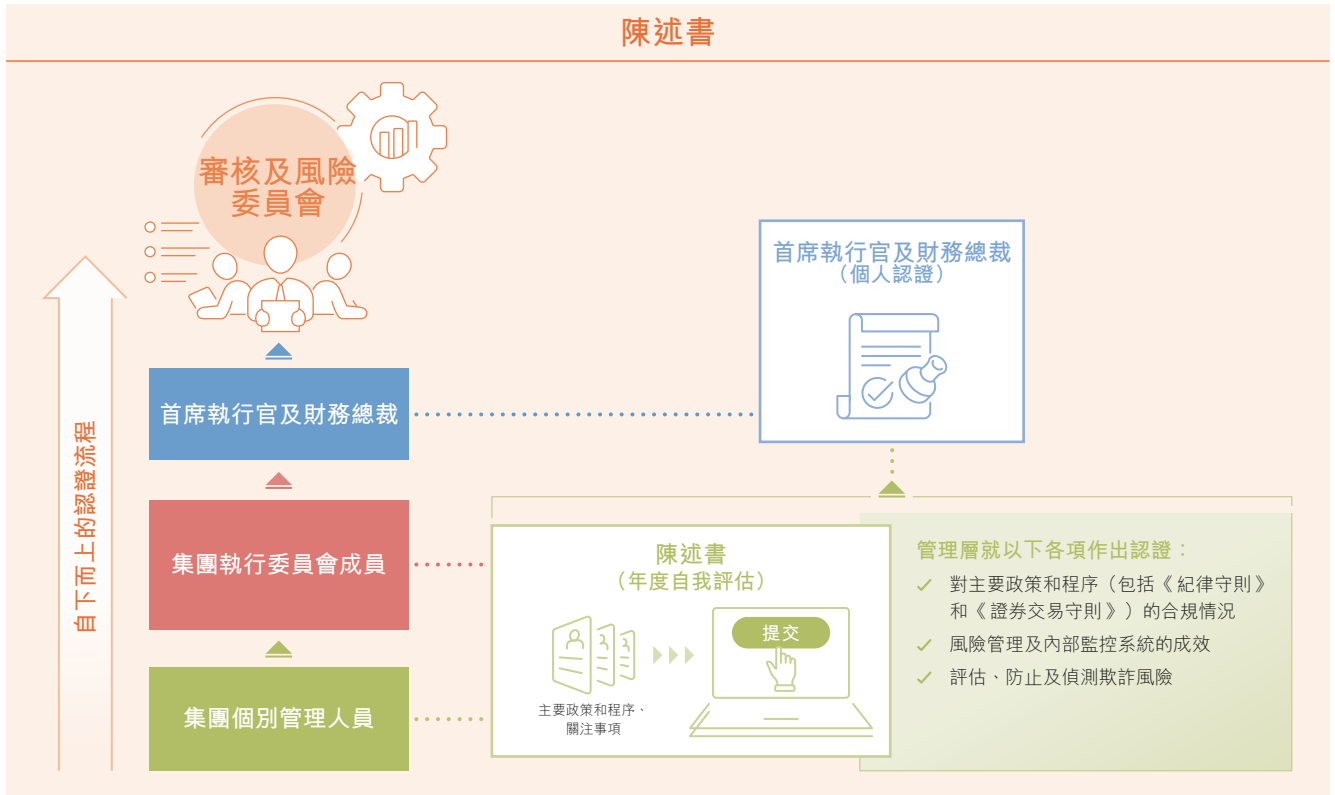 陳述書
審核及風險
委員會
自下而上的認證流程
首席執行官及財務總裁
集團執行委員會成員
集團個別管理人員
首席執行官及財務總裁
（個人認證）
陳述書
（年度自我評估）
提交
主要政策和程序、
關注事項
管理層就以下各項作出認證：
✓ 對主要政策和程序（包括《紀律守則》
和《證券交易守則》）的合規情況
✓ 風險管理及內部監控系統的成效
✓ 評估、防止及偵測欺詐風險